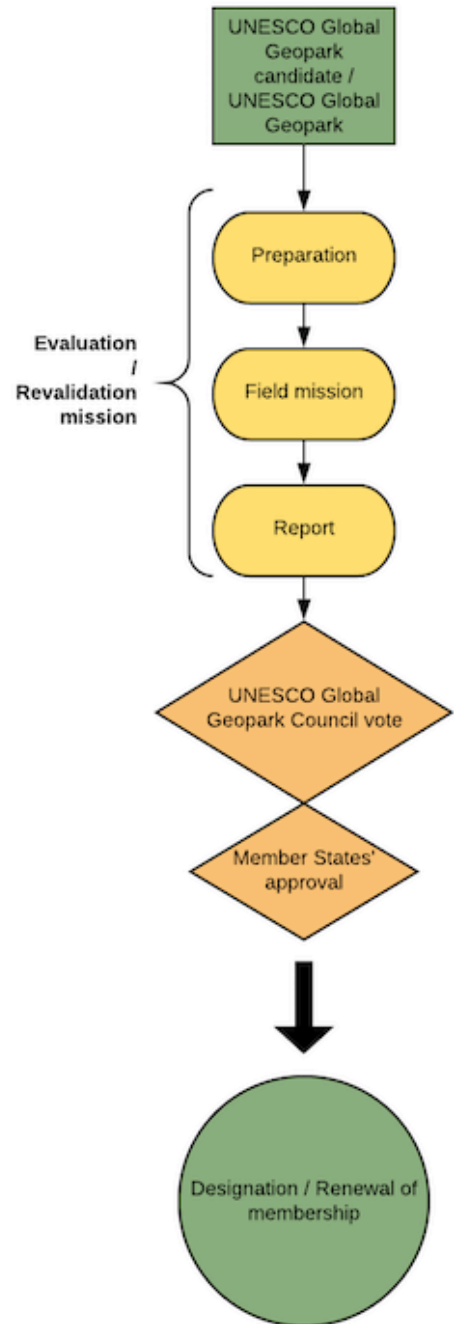 UNESCO Global
Geopark
candidate /
UNESCO Global
Geopark
Preparation
Evaluation
/
Revalidation
mission
Field mission
Report
UNESCO Global
Geopark Council vote
Member States'
approval
Designation / Renewal of
membership